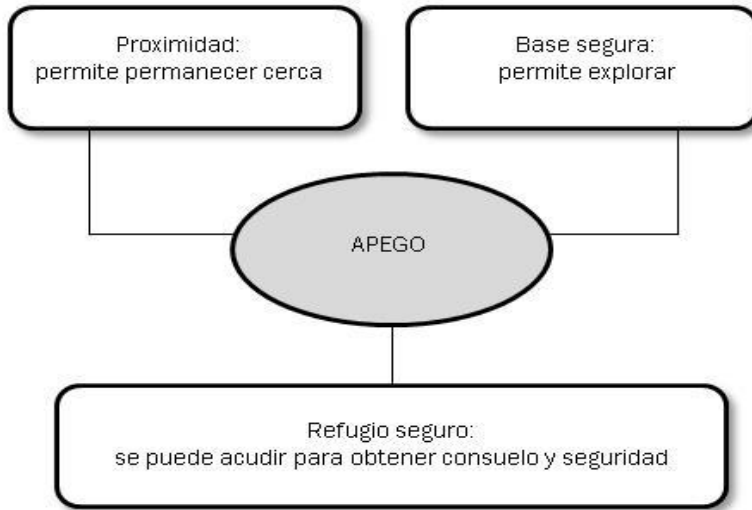 Proximidad:
permite permanecer cerca
Base segura:
permite explorar
APEGO
Refugio seguro:
se puede acudir para obtener consuelo y seguridad